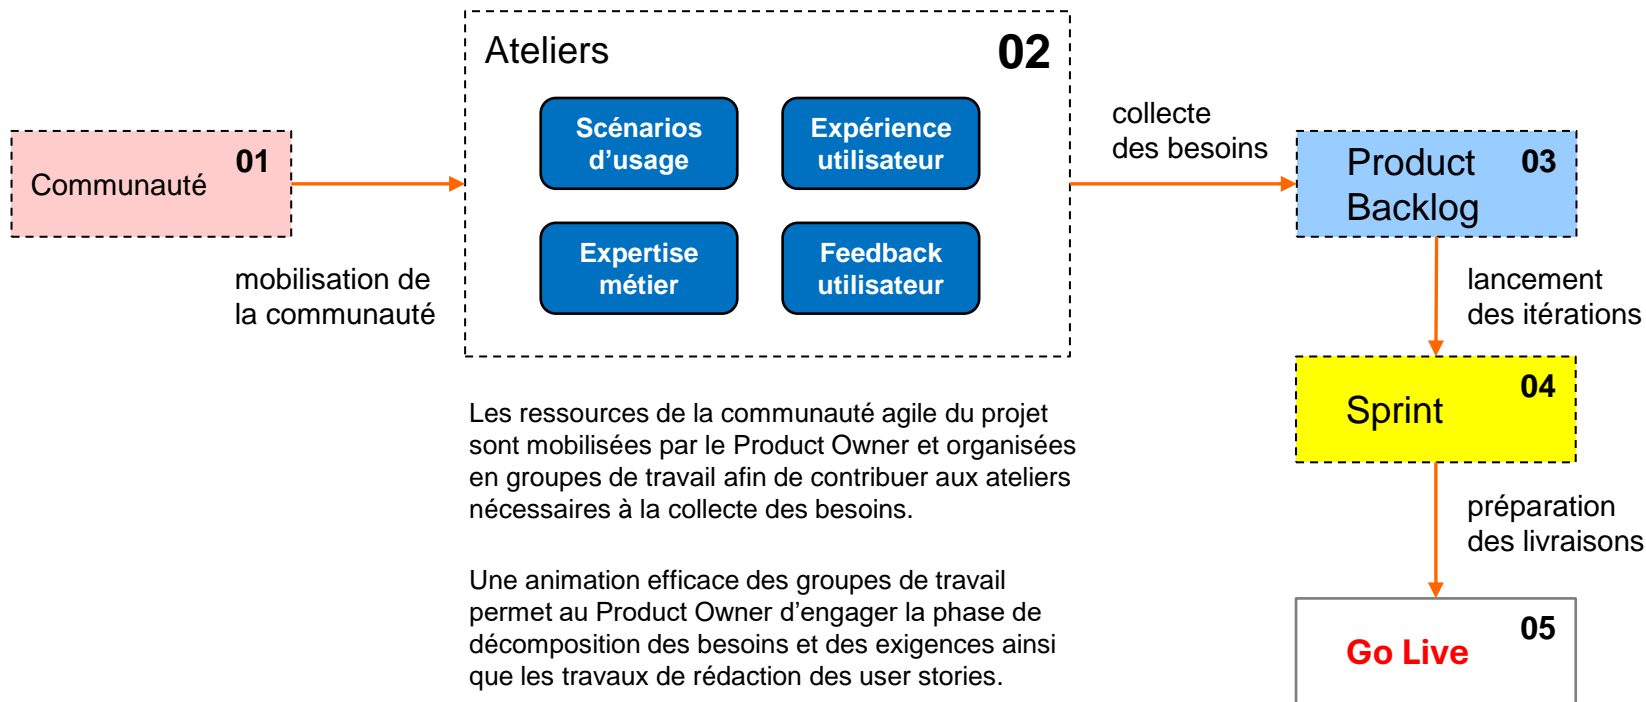 Communauté
01
mobilisation de
la communauté
Ateliers
02
Scénarios
d’usage
Expérience
utilisateur
Expertise
métier
Feedback
utilisateur
collecte
des besoins
Product
Backlog
03
lancement
des itérations
Sprint
04
préparation
des livraisons
Go Live
05
Les ressources de la communauté agile du projet
sont mobilisées par le Product Owner et organisées
en groupes de travail afin de contribuer aux ateliers
nécessaires à la collecte des besoins.
Une animation efficace des groupes de travail
permet au Product Owner d’engager la phase de
décomposition des besoins et des exigences ainsi
que les travaux de rédaction des user stories.